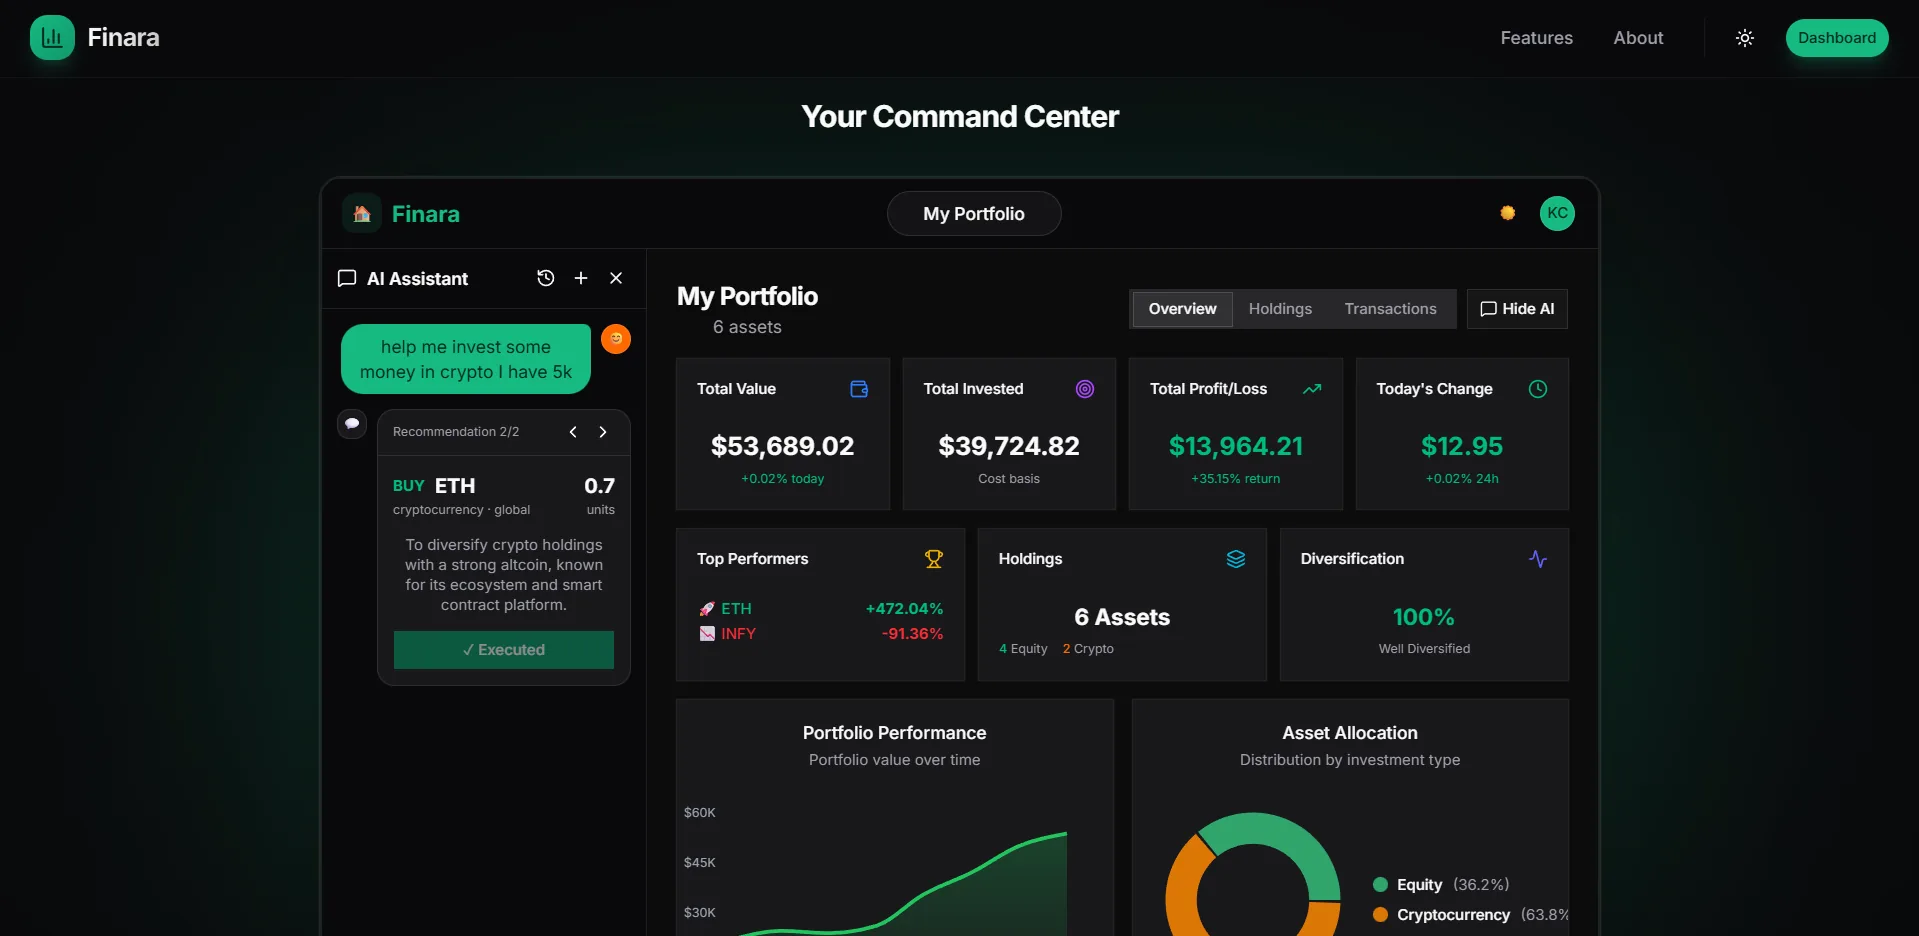 Finara
Features
About
Dashboard
Your Command Center
Finara
My Portfolio
KC
AI Assistant
help me invest some
money in crypto I have 5k
Recommendation 2/2
BUY ETH
0.7
cryptocurrency · global
units
To diversify crypto holdings
with a strong altcoin, known
for its ecosystem and smart
contract platform.
✓ Executed
My Portfolio
6 assets
Overview
Holdings
Transactions
Hide AI
Total Value
$53,689.02
+0.02% today
Total Invested
$39,724.82
Cost basis
Total Profit/Loss
$13,964.21
+35.15% return
Today's Change
$12.95
+0.02% 24h
Top Performers
ETH
+472.04%
INFY
-91.36%
Holdings
6 Assets
4 Equity 2 Crypto
Diversification
100%
Well Diversified
Portfolio Performance
Portfolio value over time
$60K
$45K
$30K
Asset Allocation
Distribution by investment type
Equity (36.2%)
Cryptocurrency (63.8%